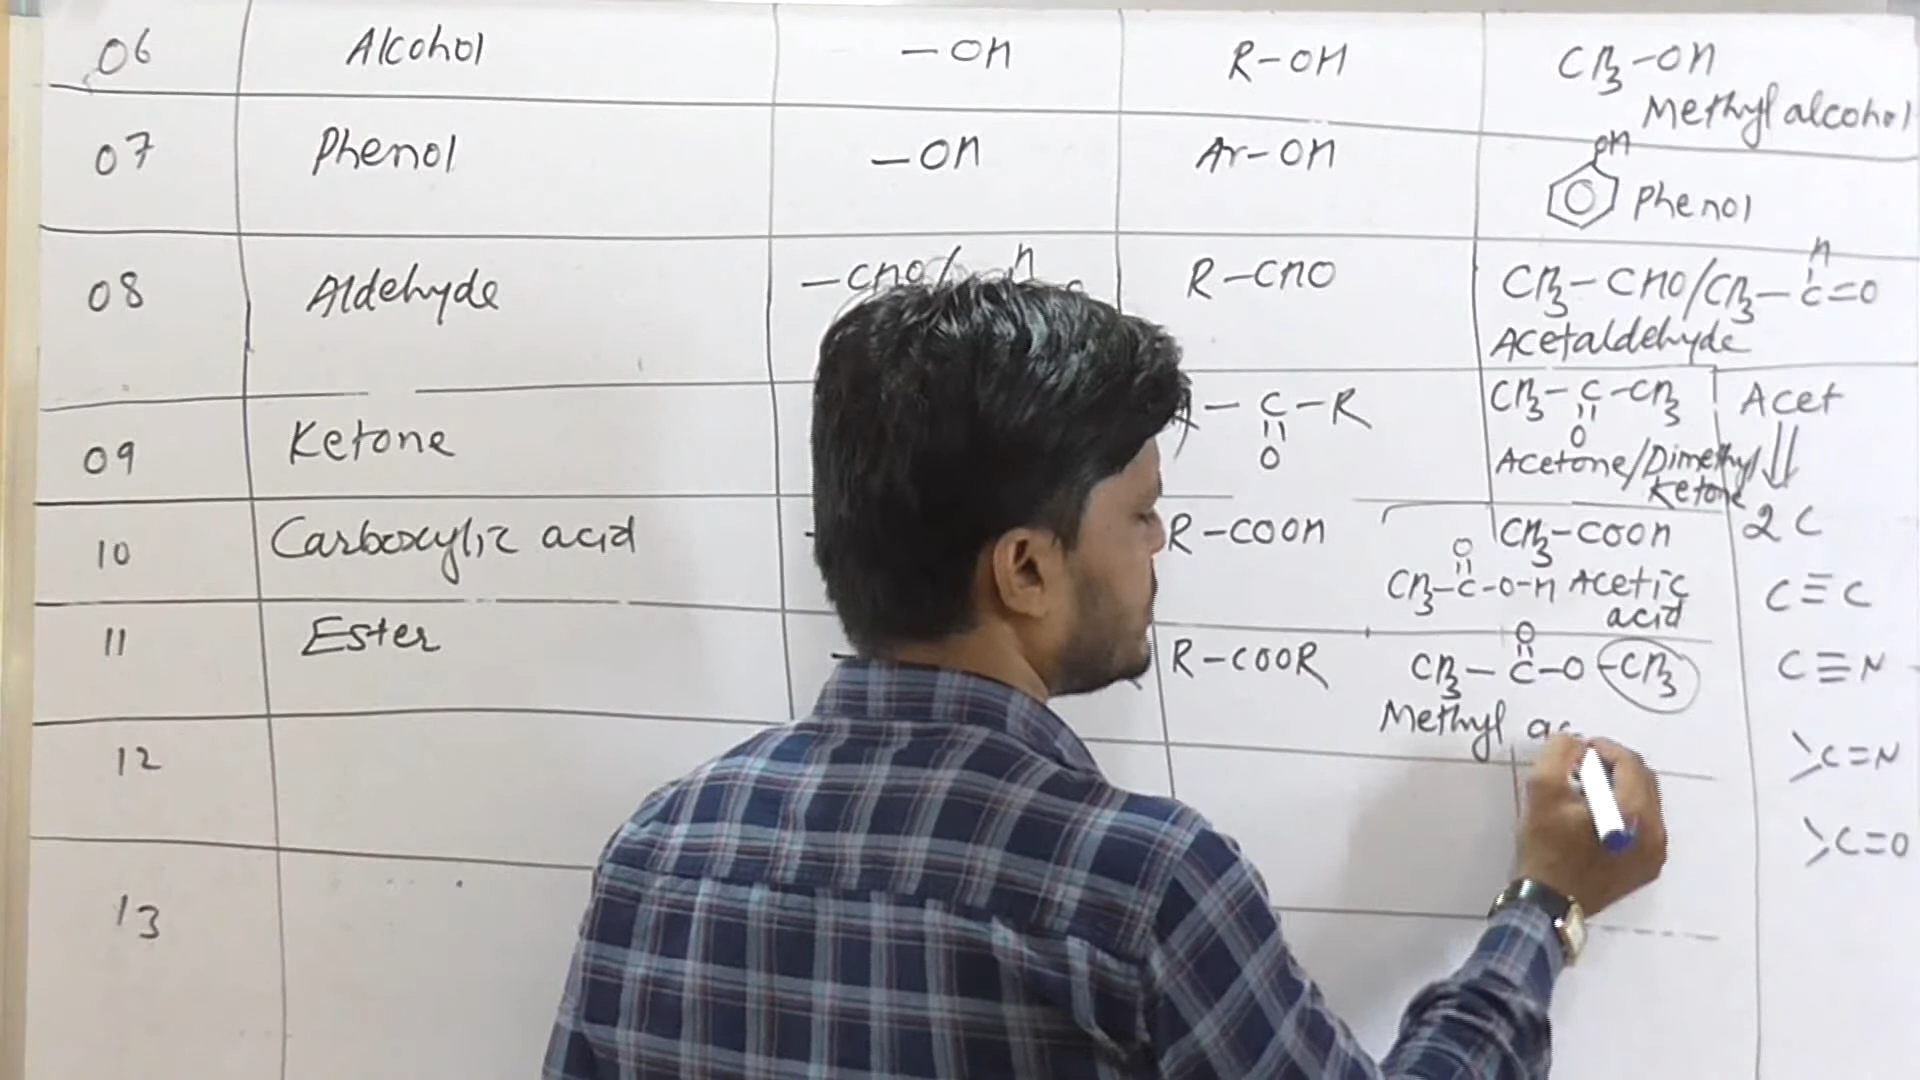 06 Alcohol —OH R-OH CH3-OH
Methyl alcohol
07 Phenol —OH Ar-OH OH
Phenol
08 Aldehyde —CHO/ H R-CHO CH3-CHO/CH3-C=O
H
Acetaldehyde
09 Ketone — C -R CH3- C -CH3 Acet
O O
Acetone/Dimethyl
Ketone
10 Carboxylic acid R-COOH CH3-COOH 2C
O
CH3-C-O-H Acetic
acid
C≡C
11 Ester R-COOR O
CH3-C-O-CH3 C≡N
Methyl
12 >C=N
>C=O
13